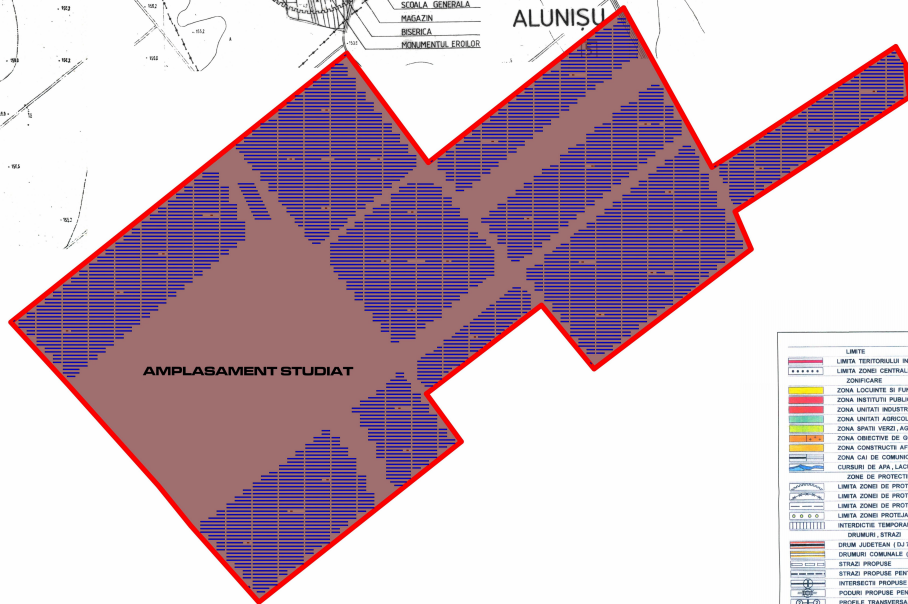 SCOALA GENERALA
MAGAZIN
BISERICA
MONUMENTUL EROILOR
ALUNIȘU
AMPLASAMENT STUDIAT
LIMITE
LIMITA TERITORIULUI
LIMITA ZONEI CENTRAL
ZONIFICARE
ZONA LOCUINTE SI
ZONA INSTITUTII PUBLI
ZONA UNITATI INDUSTR
ZONA UNITATI AGRICOL
ZONA SPATII VERZI, AG
ZONA OBIECTIVE DE G
ZONA CONSTRUCTII AF
ZONA CAI DE COMUNIC
CURSURI DE APA, LACU
ZONE DE PROTECTI
LIMITA ZONEI DE PROT
LIMITA ZONEI DE PROT
LIMITA ZONEI DE PROT
LIMITA ZONEI PROTEJA
INTERDICTIE TEMPORA
DRUMURI, STRAZI
DRUM JUDETEAN (DJ
DRUMURI COMUNALE (
STRAZI PROPUSE
STRAZI PROPUSE PEN
INTERSECTII PROPUSE
PODURI PROPUSE PEN
PROFILE TRANSVERSA